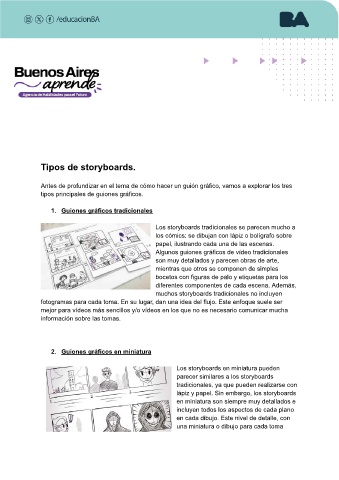 /educacionBA
BA
Buenos Aires
aprende
Agencia de Habilidades para el Futuro
Tipos de storyboards.
Antes de profundizar en el tema de cómo hacer un guión gráfico, vamos a explorar los tres
tipos principales de guiones gráficos.
1. Guiones gráficos tradicionales
Los storyboards tradicionales se parecen mucho a
los cómics: se dibujan con lápiz o bolígrafo sobre
papel, ilustrando cada una de las escenas.
Algunos guiones gráficos de vídeo tradicionales
son muy detallados y parecen obras de arte,
mientras que otros se componen de simples
bocetos con figuras de palo y etiquetas para los
diferentes componentes de cada escena. Además,
muchos storyboards tradicionales no incluyen
fotogramas para cada toma. En su lugar, dan una idea del flujo. Este enfoque suele ser
mejor para vídeos más sencillos y/o vídeos en los que no es necesario comunicar mucha
información sobre las tomas.
2. Guiones gráficos en miniatura
Los storyboards en miniatura pueden
parecer similares a los storyboards
tradicionales, ya que pueden realizarse con
lápiz y papel. Sin embargo, los storyboards
en miniatura son siempre muy detallados e
incluyen todos los aspectos de cada plano
en cada dibujo. Este nivel de detalle, con
una miniatura o dibujo para cada toma